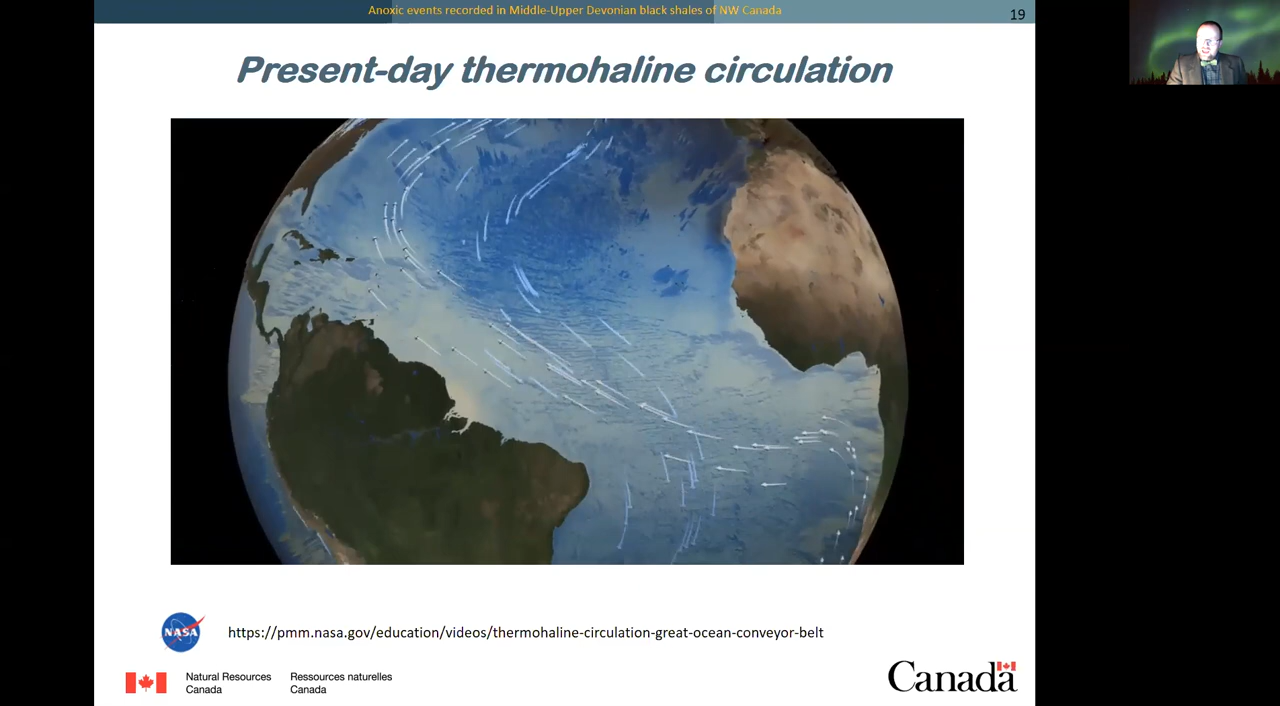 Anoxic events recorded in Middle-Upper Devonian black shales of NW Canada
19
Present-day thermohaline circulation
NASA
https://pmm.nasa.gov/education/videos/thermohaline-circulation-great-ocean-conveyor-belt
Natural Resources
Canada
Ressources naturelles
Canada
Canada